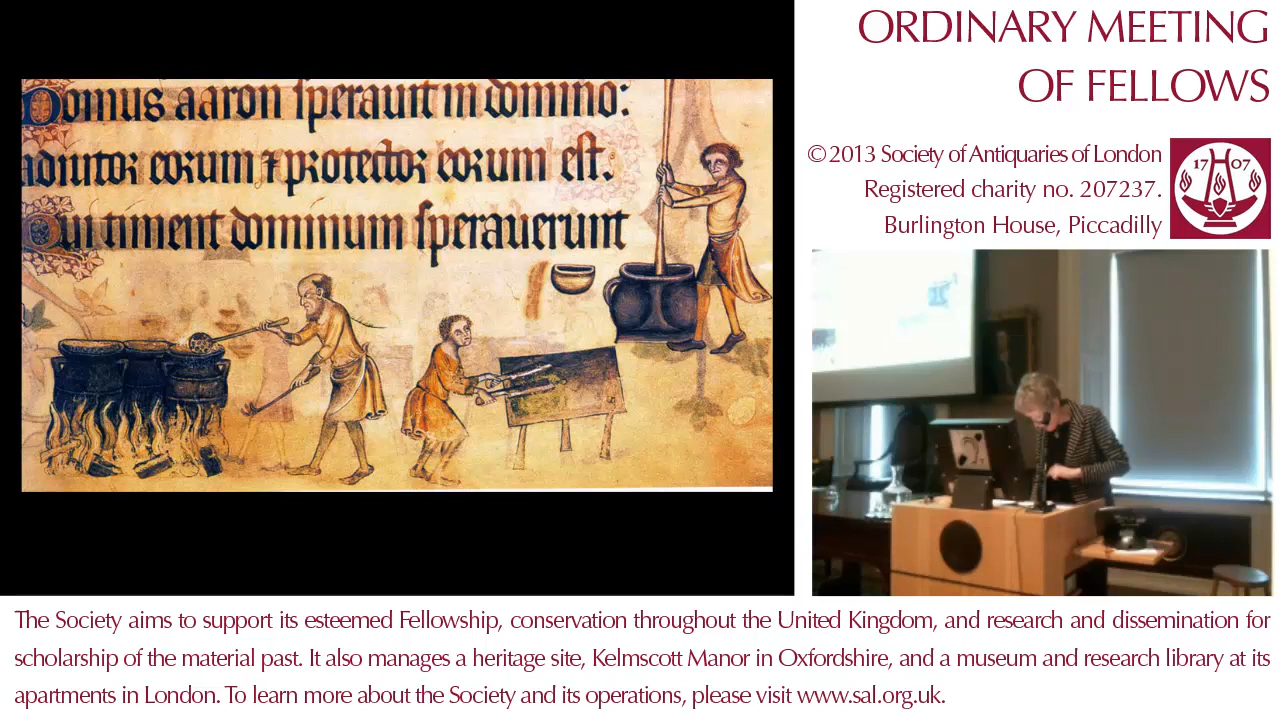 Domus aaron sperauit in domino:
adiutor eorum ⁊ protector eorum est.
Qui timent dominum sperauerunt
ORDINARY MEETING
OF FELLOWS
© 2013 Society of Antiquaries of London
Registered charity no. 207237.
Burlington House, Piccadilly
17 07
The Society aims to support its esteemed Fellowship, conservation throughout the United Kingdom, and research and dissemination for
scholarship of the material past. It also manages a heritage site, Kelmscott Manor in Oxfordshire, and a museum and research library at its
apartments in London. To learn more about the Society and its operations, please visit www.sal.org.uk.